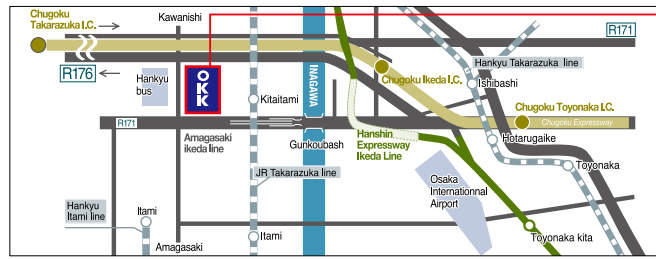 Chugoku
Takarazuka I.C.
Kawanishi
R171
R176
Hankyu
bus
OKK
INAGAWA
Chugoku Ikeda I.C.
Hankyu Takarazuka line
Ishibashi
Kitaitami
Chugoku Toyonaka I.C.
R171
Chugoku Expressway
Amagasaki
ikeda line
Gunkoubash
Hanshin
Expressway
Ikeda Line
Hotarugaike
Toyonaka
JR Takarazuka line
Osaka
Internationnal
Airport
Hankyu
Itami line
Itami
Amagasaki
Itami
Toyonaka kita